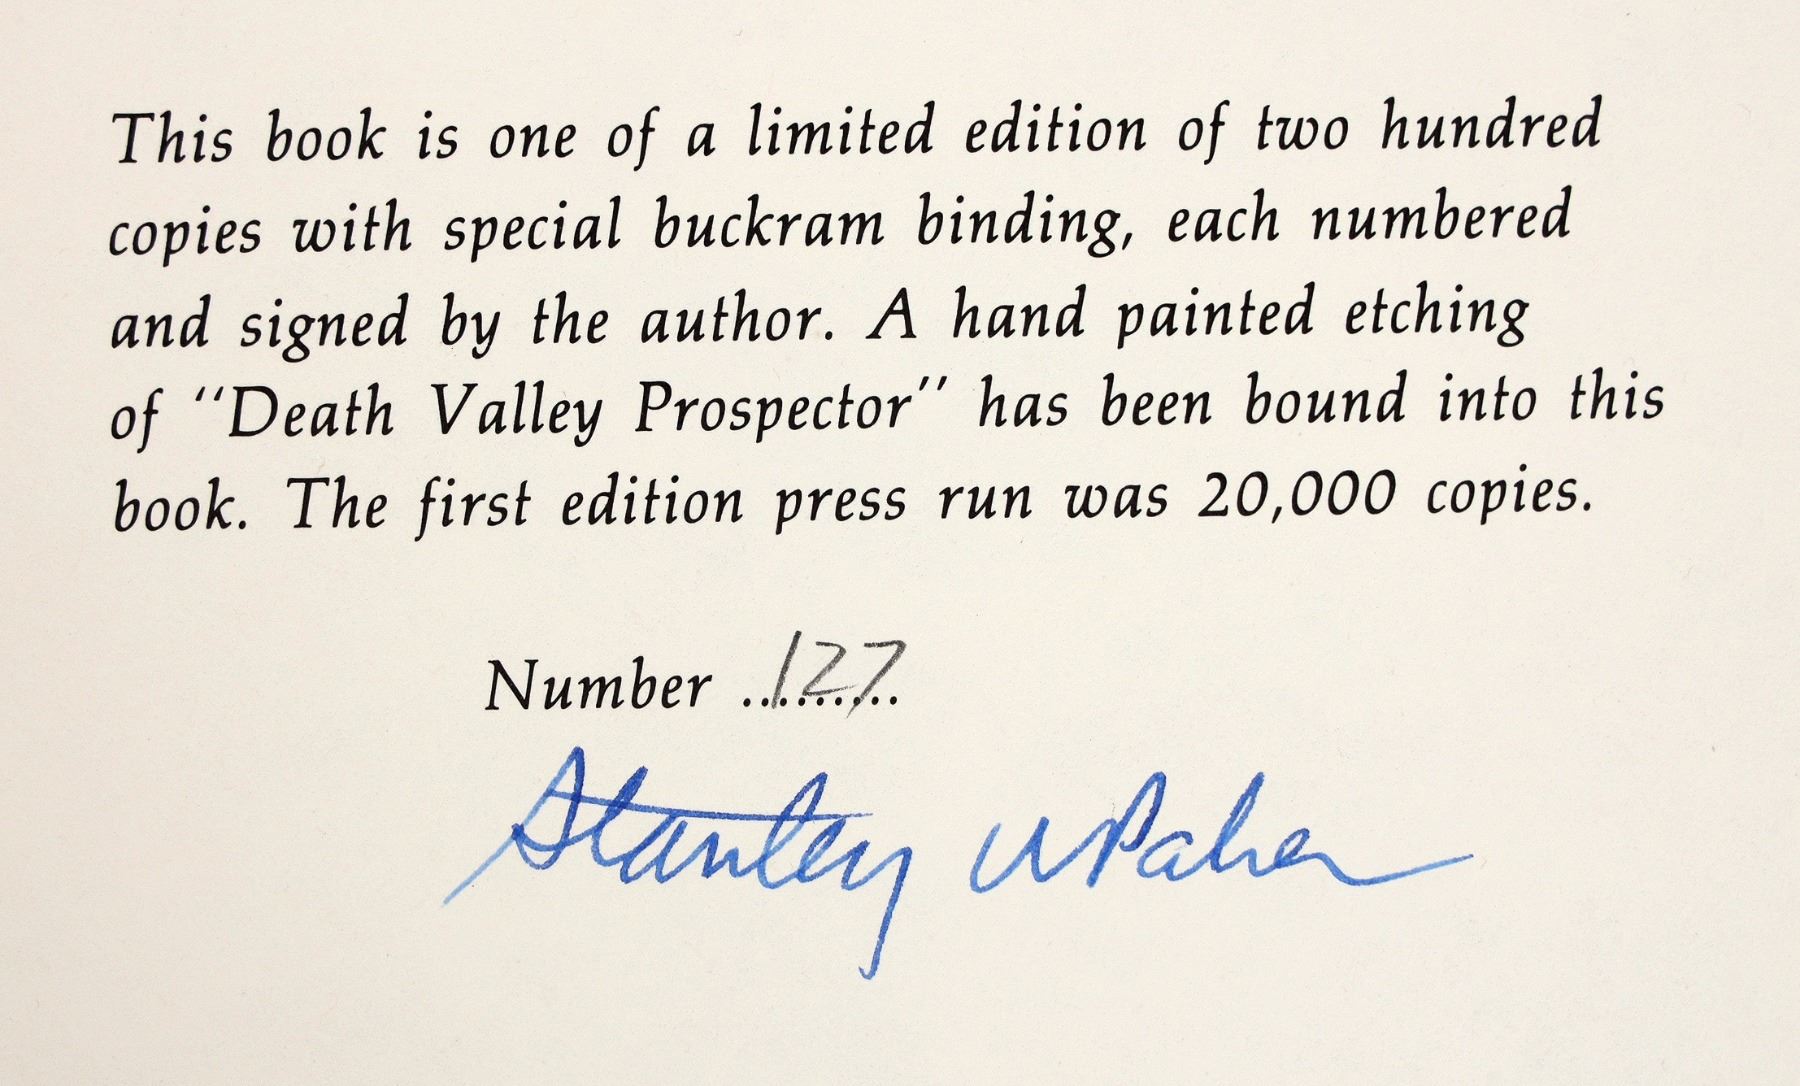 This book is one of a limited edition of two hundred
copies with special buckram binding, each numbered
and signed by the author. A hand painted etching
of "Death Valley Prospector" has been bound into this
book. The first edition press run was 20,000 copies.
Number .........127
Stanley W Paher